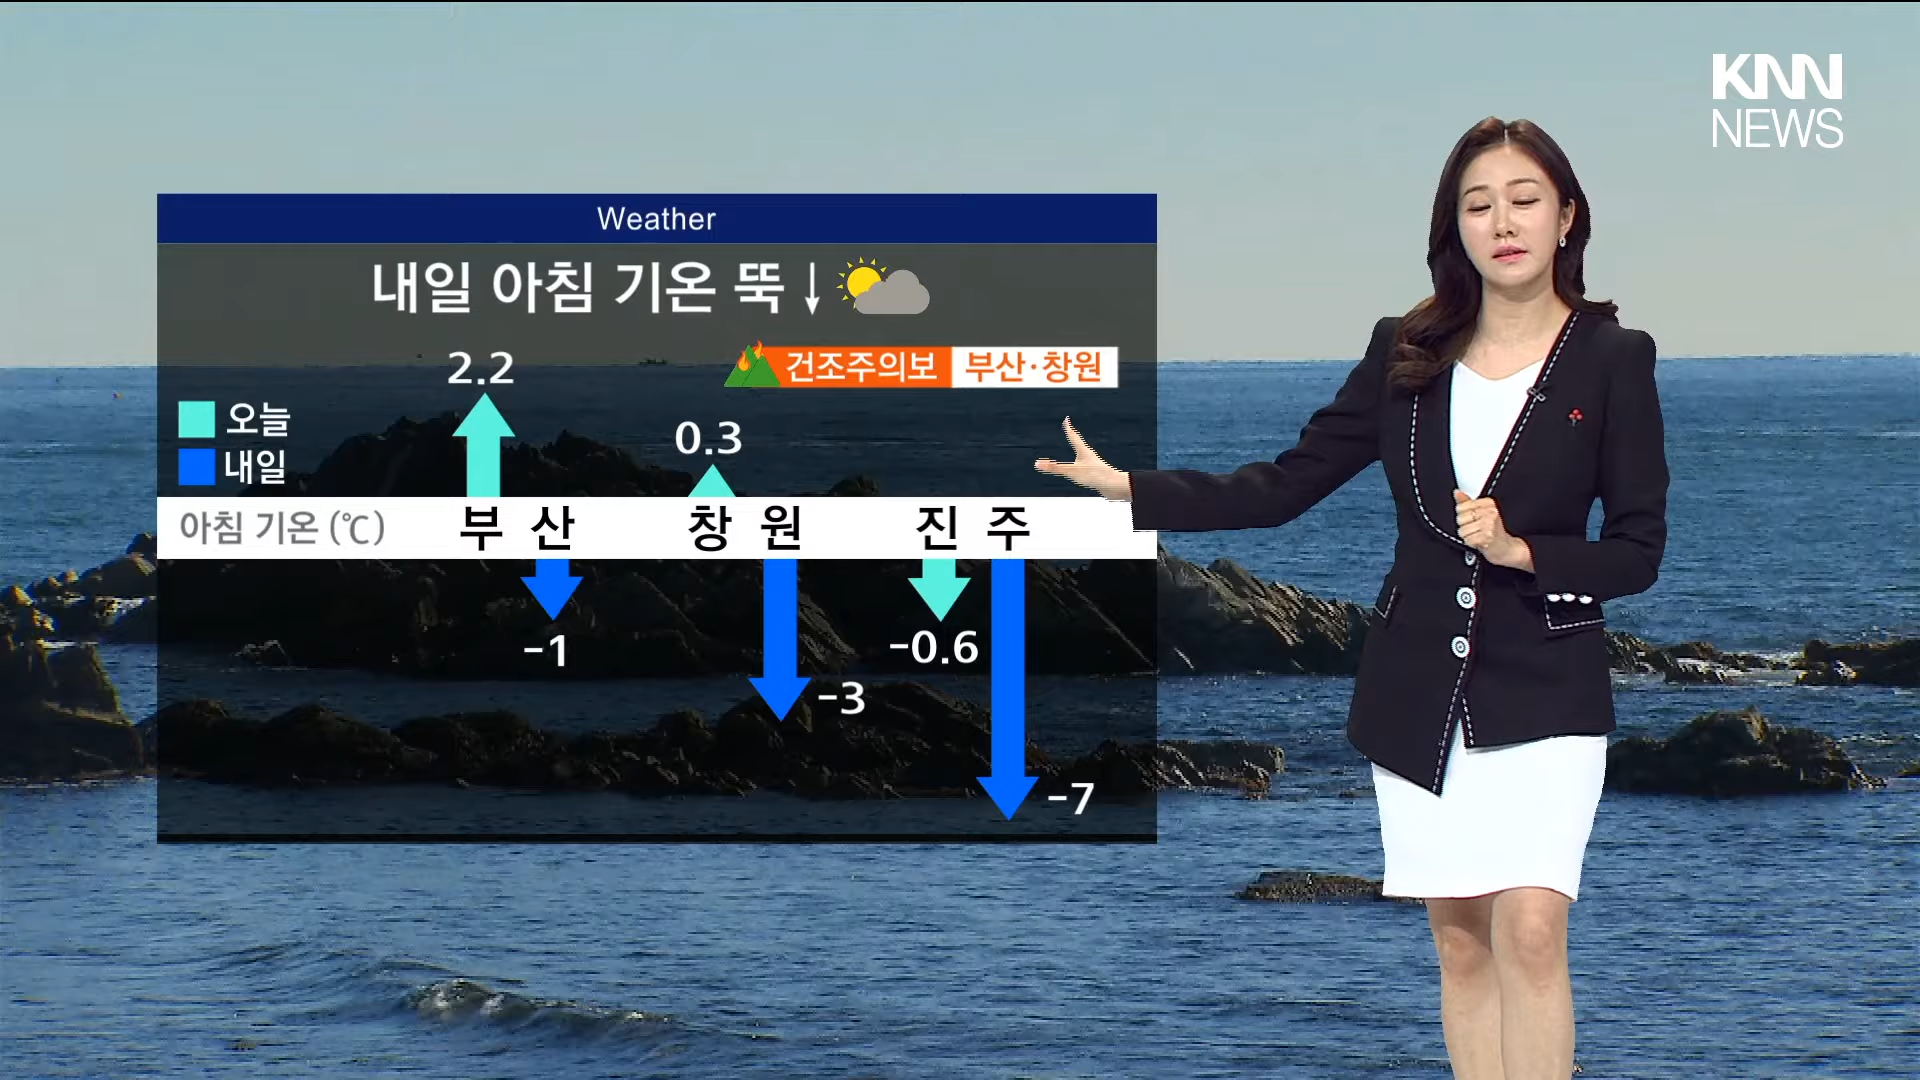 KNN
NEWS
Weather
내일 아침 기온 뚝↓
건조주의보 부산·창원
오늘
내일
2.2
0.3
아침 기온 (℃) 부산 창원 진주
-1
-0.6
-3
-7